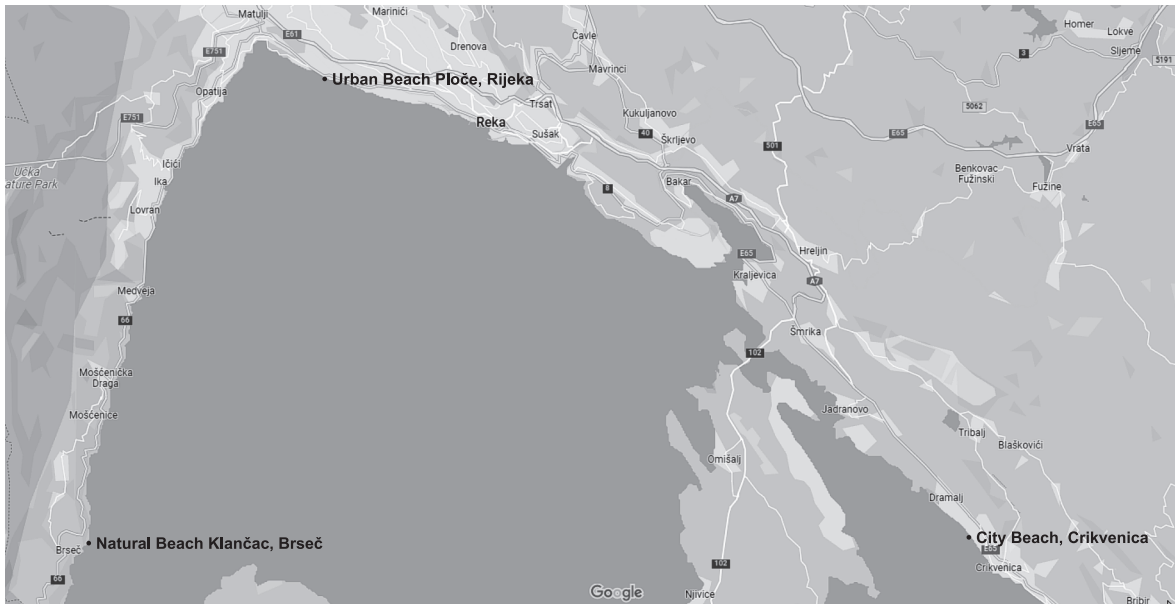 Matulji
Marinići
E61
E751
Drenova
Čavle
Homer
Lokve
3
Sljeme
5191
Mavrinci
• Urban Beach Ploče, Rijeka
Opatija
Trsat
Kukuljanovo
5062
E751
Reka
Sušak
40
E65
E65
Škrljevo
501
Vrata
Učka
ature Park
Ičići
Ika
Benkovac
Fužinski
Bakar
8
Fužine
A7
Lovran
E65
Hreljin
Kraljevica
A7
Medveja
66
Šmrika
102
Mošćenička
Draga
Mošćenice
Jadranovo
Tribalj
Blaškovići
Omišalj
Dramalj
• Natural Beach Klančac, Brseč
• City Beach, Crikvenica
Brseč
E65
102
Crikvenica
66
Google
Njivice
Bribir